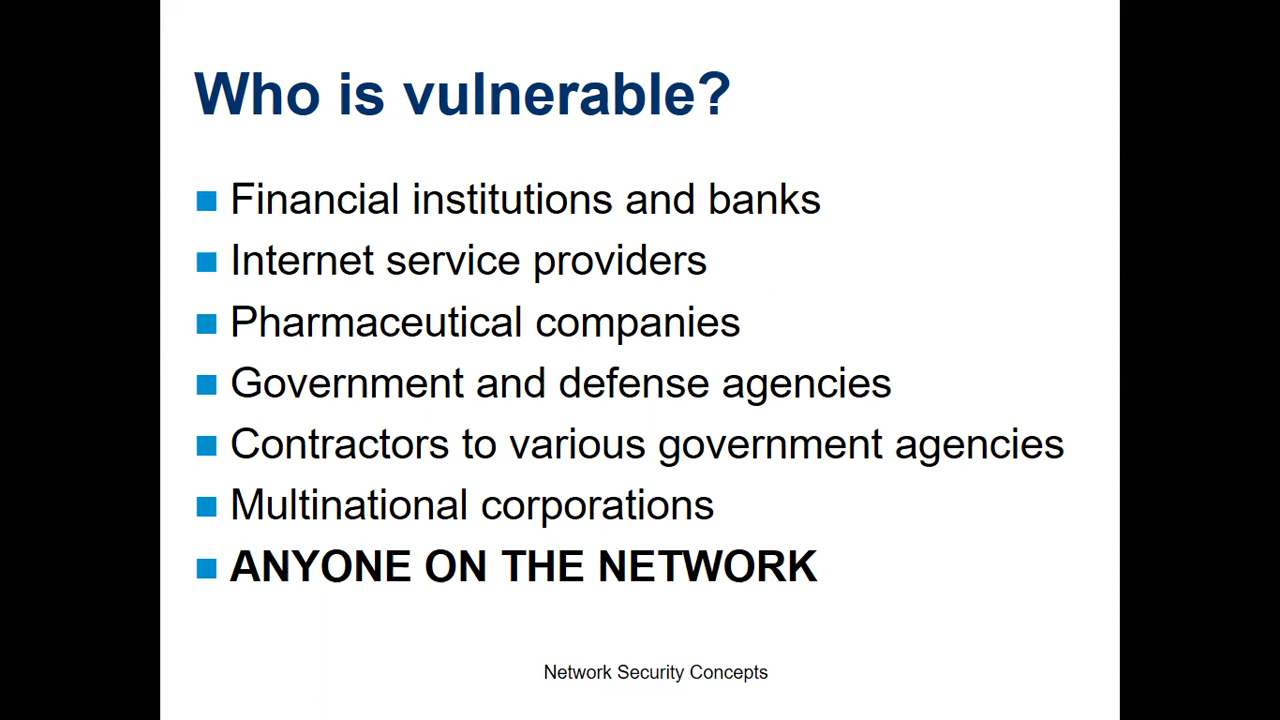 Who is vulnerable?
Financial institutions and banks
Internet service providers
Pharmaceutical companies
Government and defense agencies
Contractors to various government agencies
Multinational corporations
ANYONE ON THE NETWORK
Network Security Concepts